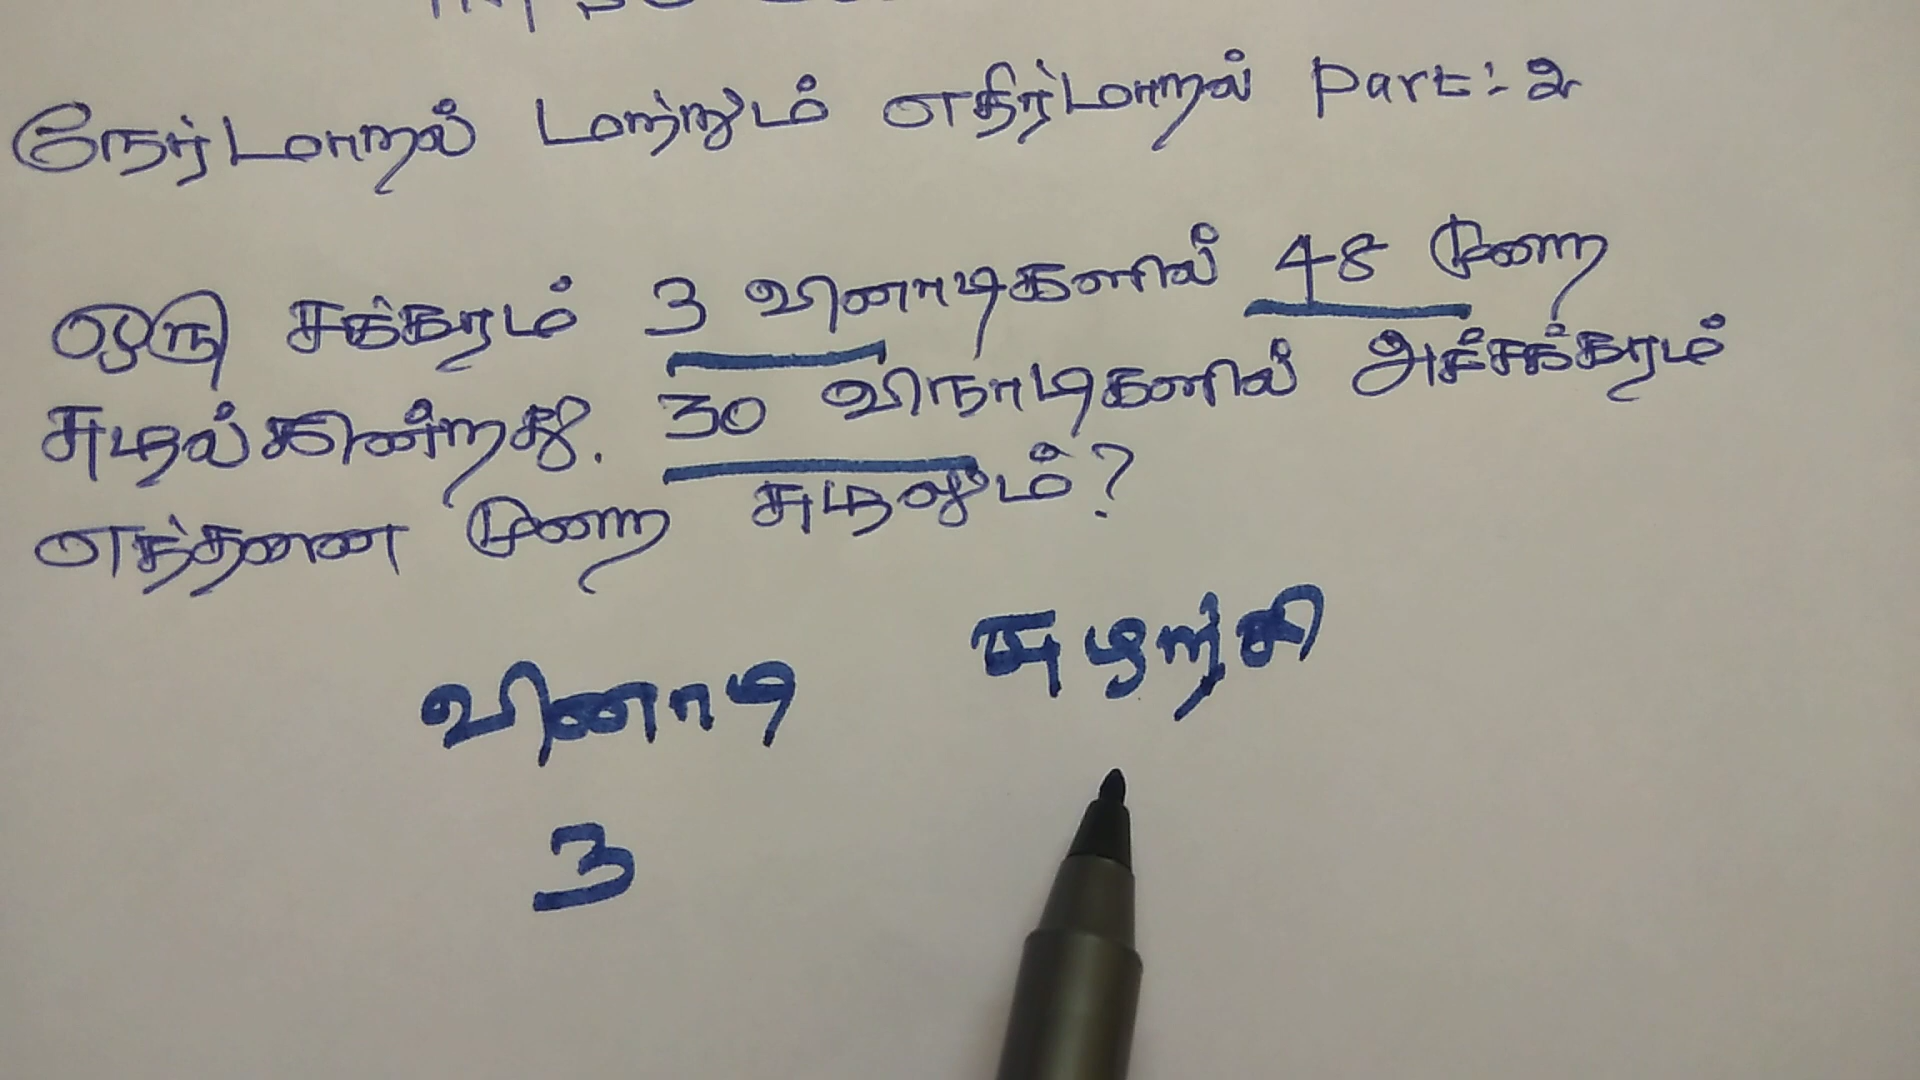 நேர்மாறல் மற்றும் எதிர்மாறல் Part:-2
ஒரு சக்கரம் 3 வினாடிகளில் 48 முறை
சுழல்கின்றது. 30 விநாடிகளில் அச்சக்கரம்
எத்தனை முறை சுழலும்?
வினாடி சுழற்சி
3